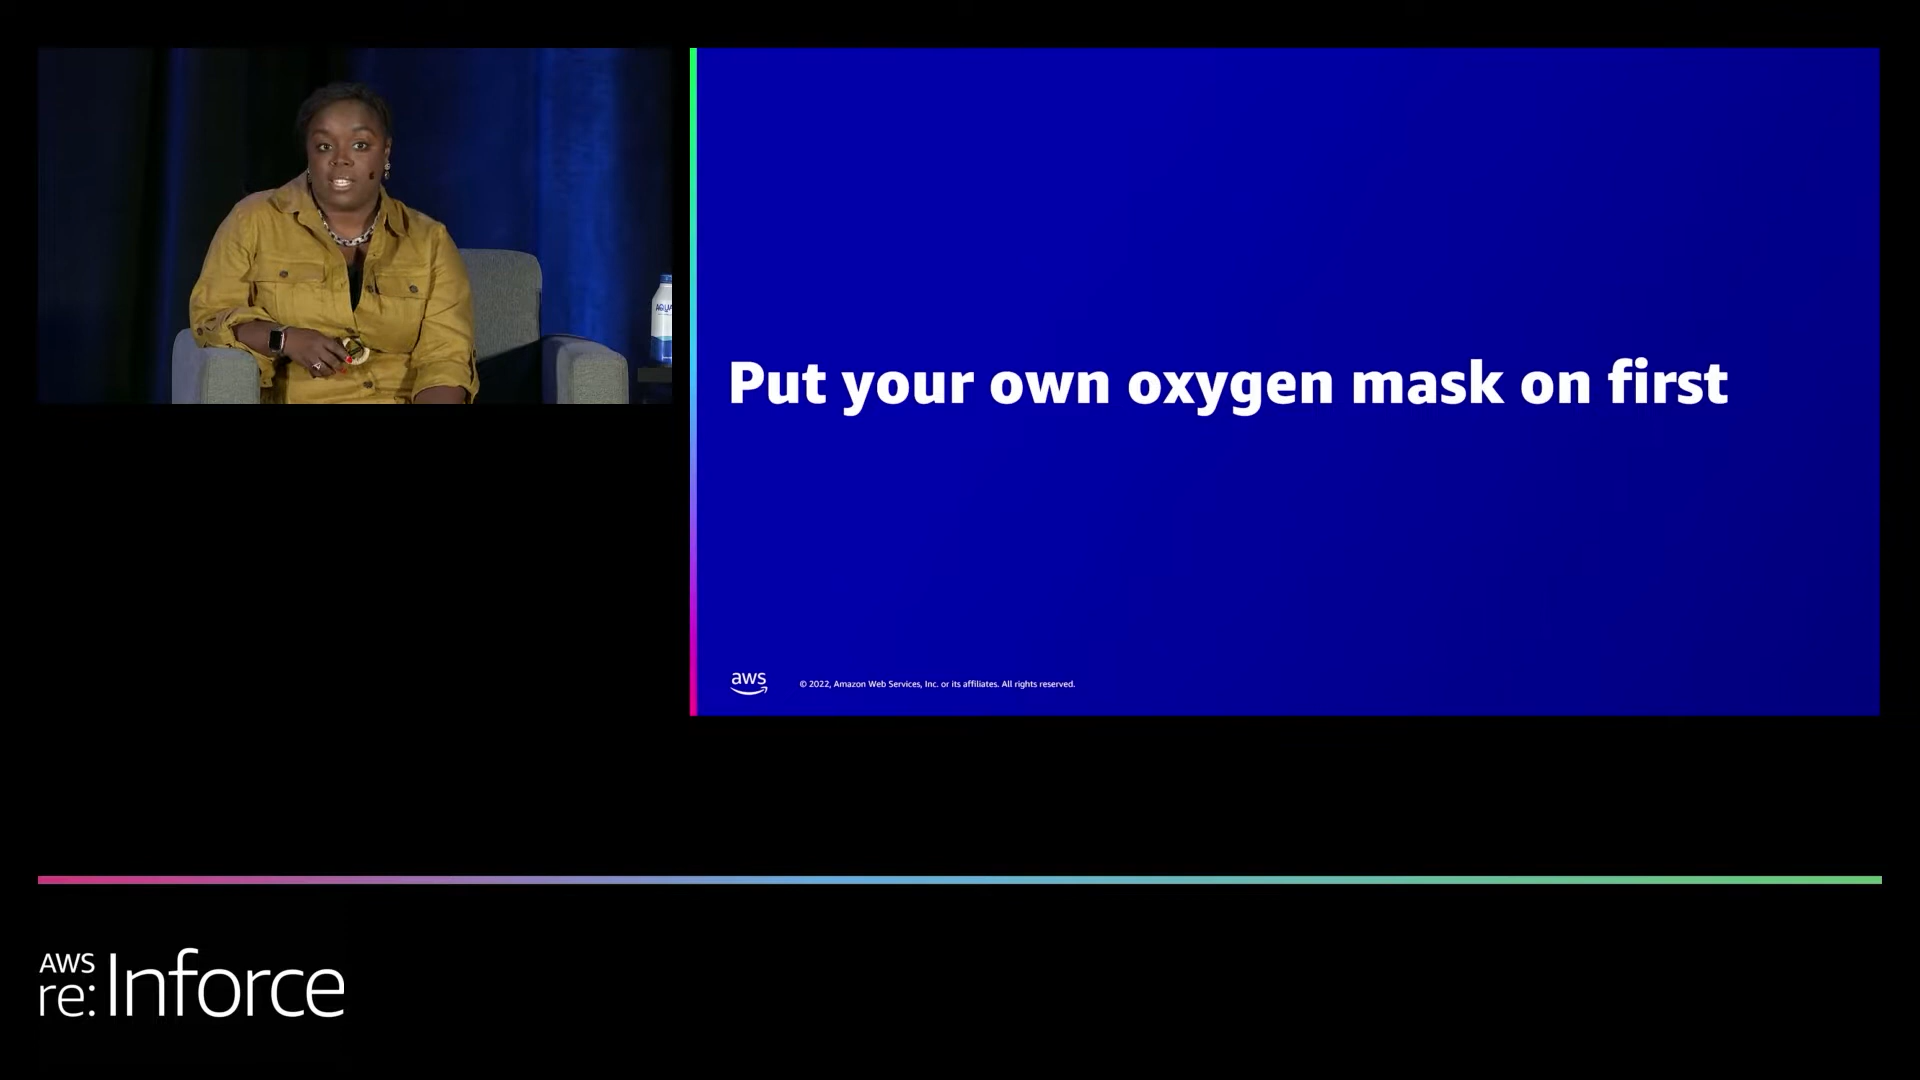 AQUA
Put your own oxygen mask on first
aws
© 2022, Amazon Web Services, Inc. or its affiliates. All rights reserved.
AWS
re:Inforce